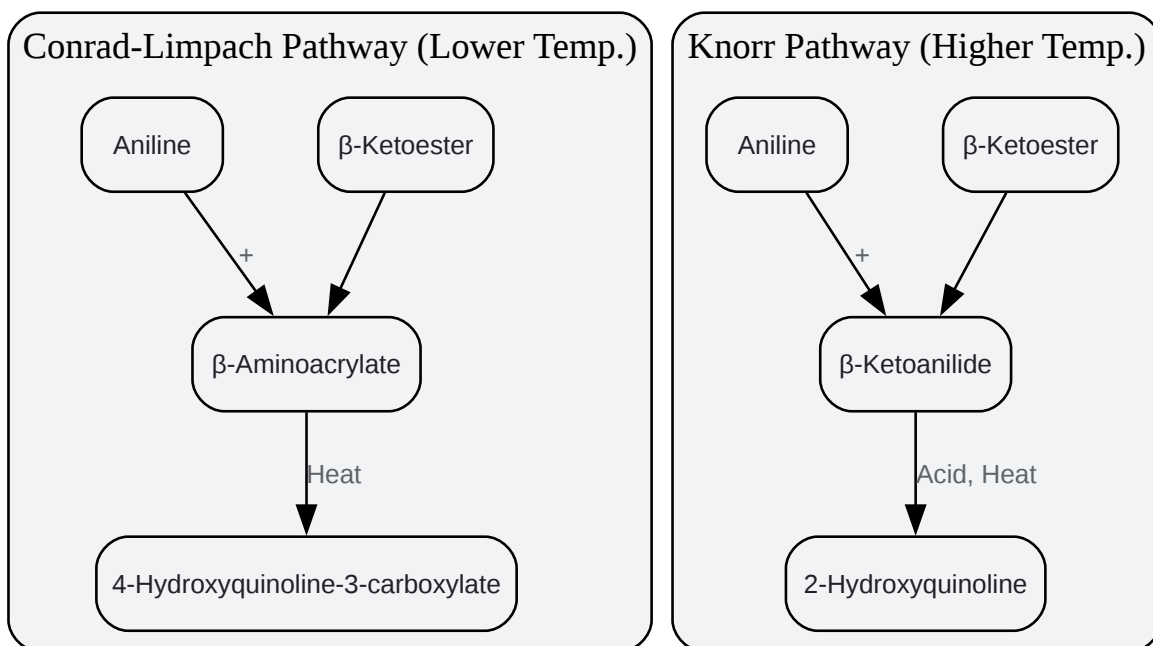 Conrad-Limpach Pathway (Lower Temp.)
Aniline
β-Ketoester
+
β-Aminoacrylate
Heat
4-Hydroxyquinoline-3-carboxylate
Knorr Pathway (Higher Temp.)
Aniline
β-Ketoester
+
β-Ketoanilide
Acid, Heat
2-Hydroxyquinoline